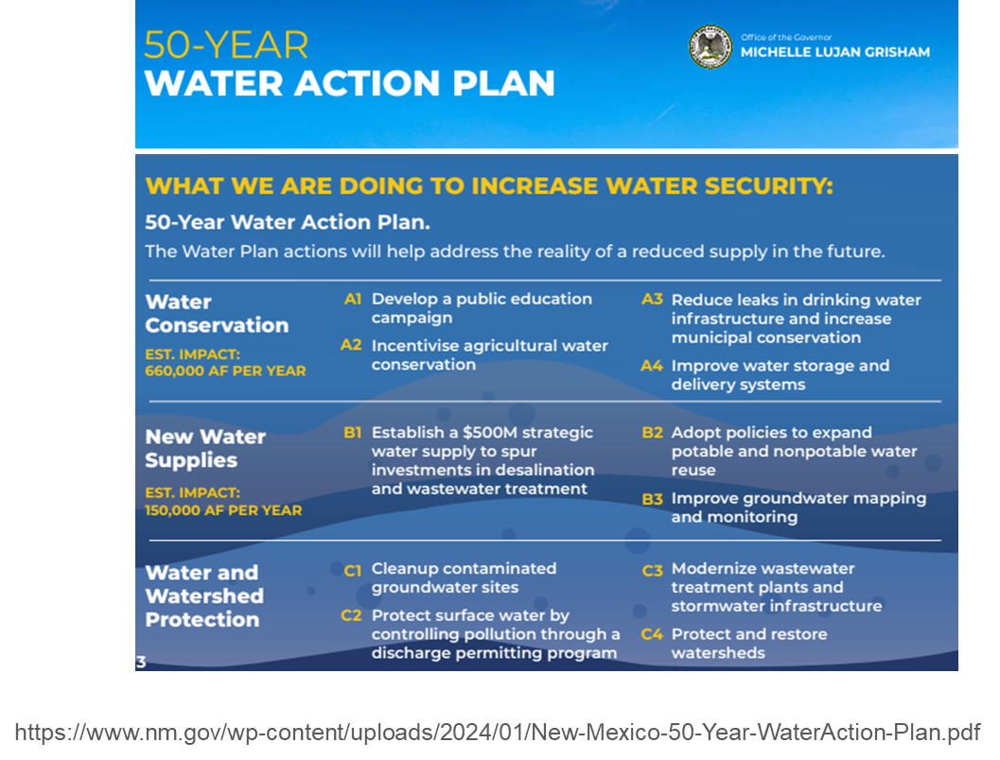 50-YEAR
WATER ACTION PLAN
Office of the Governor
MICHELLE LUJAN GRISHAM
WHAT WE ARE DOING TO INCREASE WATER SECURITY:
50-Year Water Action Plan.
The Water Plan actions will help address the reality of a reduced supply in the future.
Water
Conservation
EST. IMPACT:
660,000 AF PER YEAR
A1 Develop a public education
campaign
A2 Incentivise agricultural water
conservation
A3 Reduce leaks in drinking water
infrastructure and increase
municipal conservation
A4 Improve water storage and
delivery systems
New Water
Supplies
EST. IMPACT:
150,000 AF PER YEAR
B1 Establish a $500M strategic
water supply to spur
investments in desalination
and wastewater treatment
B2 Adopt policies to expand
potable and nonpotable water
reuse
B3 Improve groundwater mapping
and monitoring
Water and
Watershed
Protection
C1 Cleanup contaminated
groundwater sites
C2 Protect surface water by
controlling pollution through a
discharge permitting program
C3 Modernize wastewater
treatment plants and
stormwater infrastructure
C4 Protect and restore
watersheds
3
https://www.nm.gov/wp-content/uploads/2024/01/New-Mexico-50-Year-WaterAction-Plan.pdf